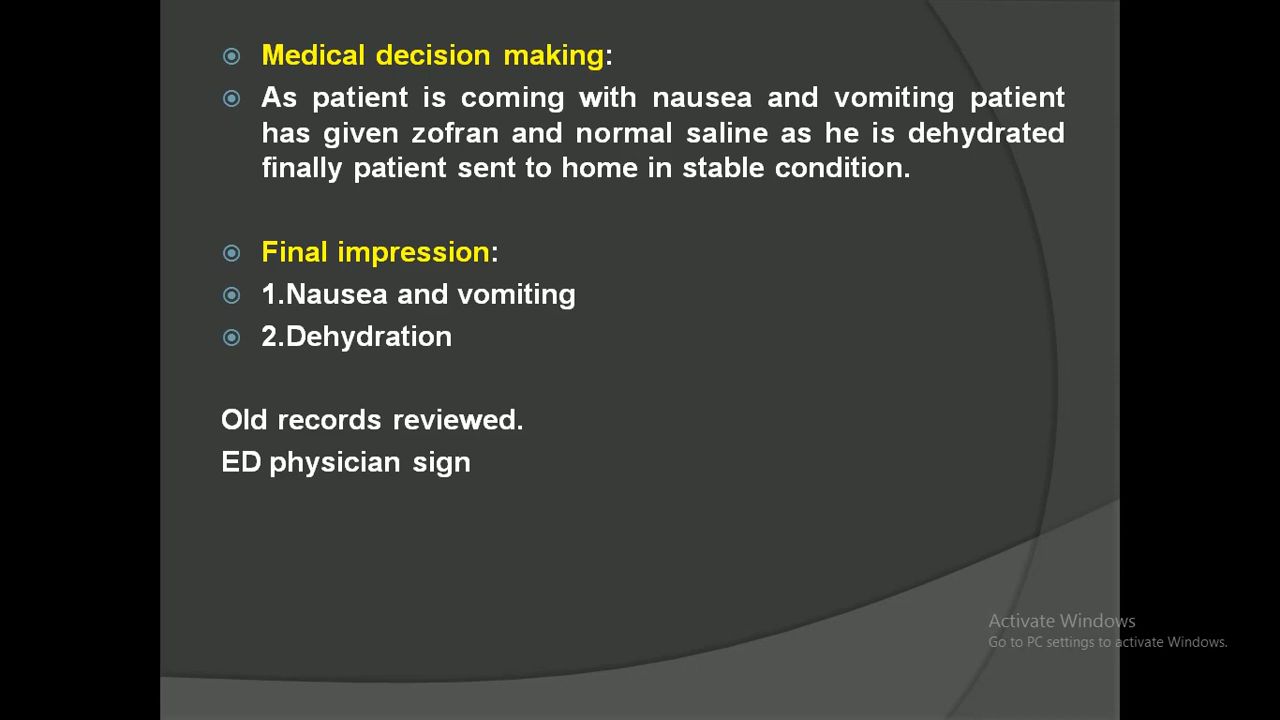 Medical decision making:
As patient is coming with nausea and vomiting patient
has given zofran and normal saline as he is dehydrated
finally patient sent to home in stable condition.
Final impression:
1.Nausea and vomiting
2.Dehydration
Old records reviewed.
ED physician sign
Activate Windows
Go to PC settings to activate Windows.